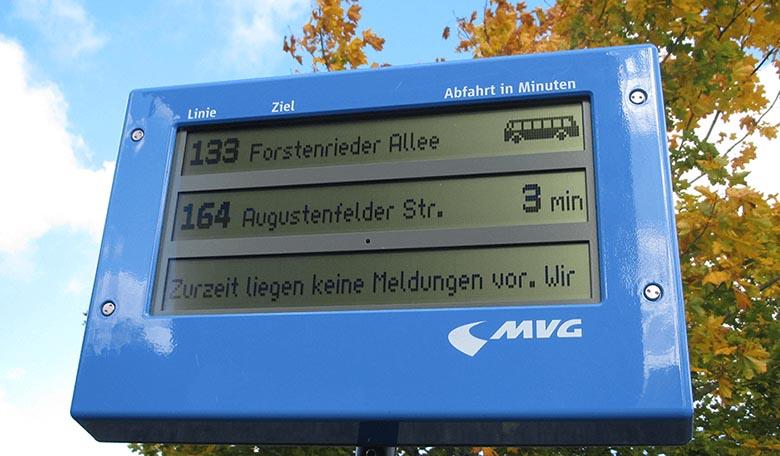 Linie Ziel Abfahrt in Minuten
133 Forstenrieder Allee
164 Augustenfelder Str. 3 min
Zurzeit liegen keine Meldungen vor. Wir
MVG